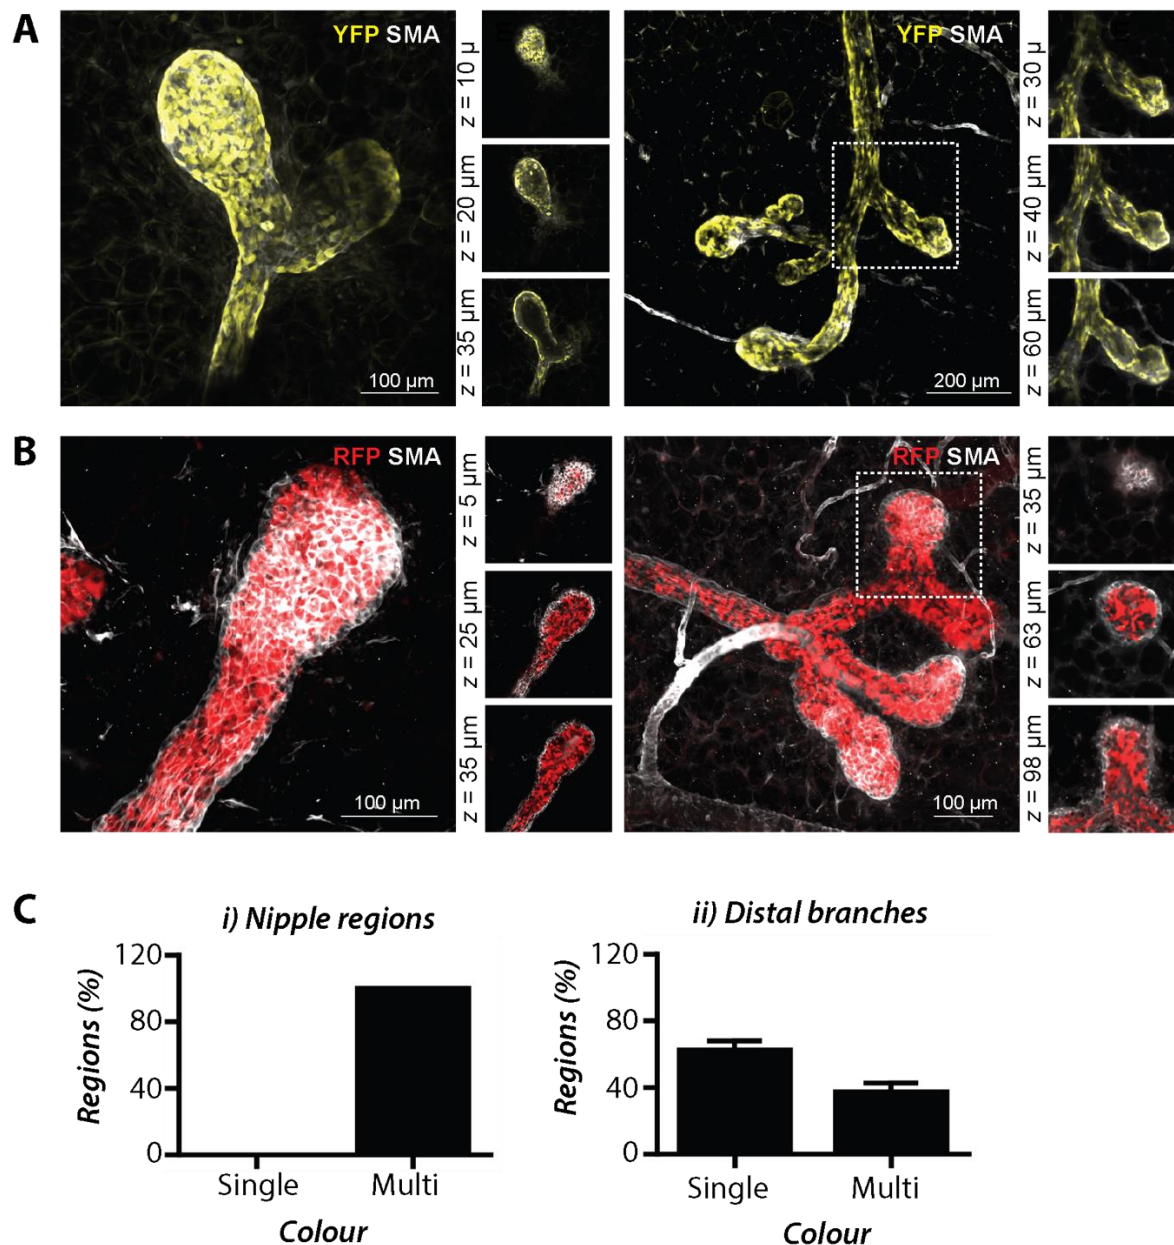 A
YFP SMA
z = 10 µ
z = 20 µm
z = 35 µm
100 µm
YFP SMA
z = 30 µ
z = 40 µm
z = 60 µm
200 µm
B
RFP SMA
z = 5 µm
z = 25 µm
z = 35 µm
100 µm
RFP SMA
z = 35 µm
z = 63 µm
z = 98 µm
100 µm
C
i) Nipple regions
Regions (%)
120
80
40
0
Single Multi
Colour
ii) Distal branches
Regions (%)
120
80
40
0
Single Multi
Colour